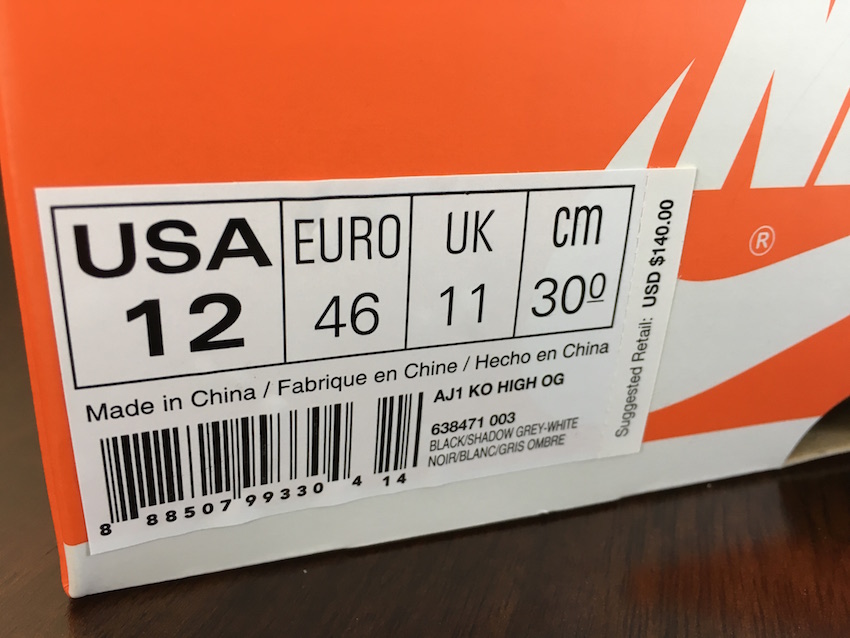 USA EURO UK cm
12 46 11 30º
Made in China / Fabrique en Chine / Hecho en China
AJ1 KO HIGH OG
638471 003
BLACK/SHADOW GREY-WHITE
NOIR/BLANC/GRIS OMBRE
8 88507 99330 4 14
Suggested Retail: USD $140.00
®